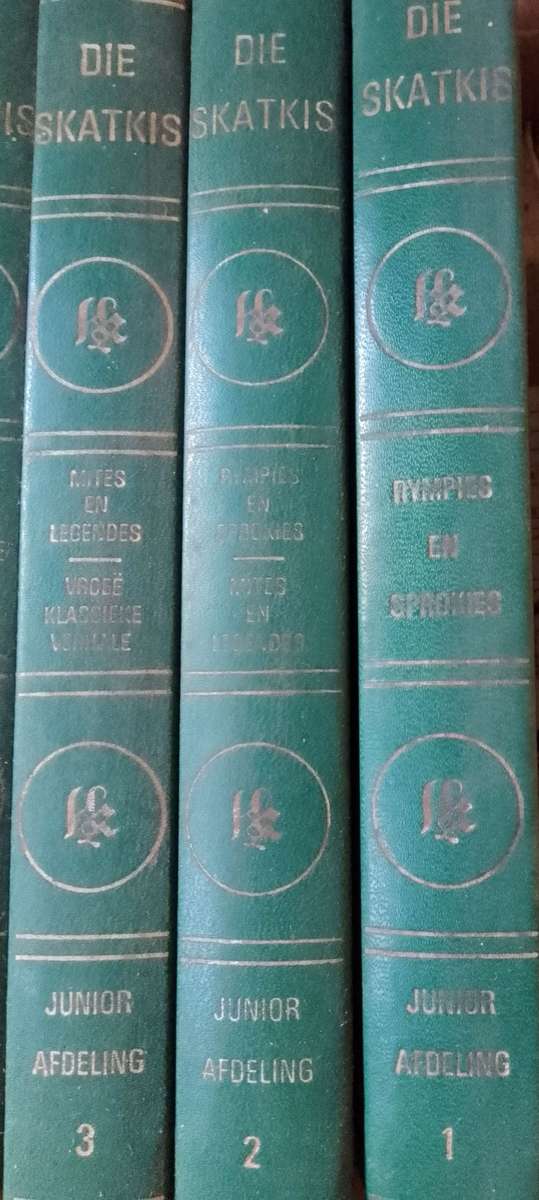 IS
DIE
SKATKIS
MITES
EN
LEGENDES
VROEË
KLASSIEKE
VERHALE
JUNIOR
AFDELING
3
DIE
SKATKIS
RYMPIES
EN
SPROKIES
MITES
EN
LEGENDES
JUNIOR
AFDELING
2
DIE
SKATKIS
RYMPIES
EN
SPROKIES
JUNIOR
AFDELING
1